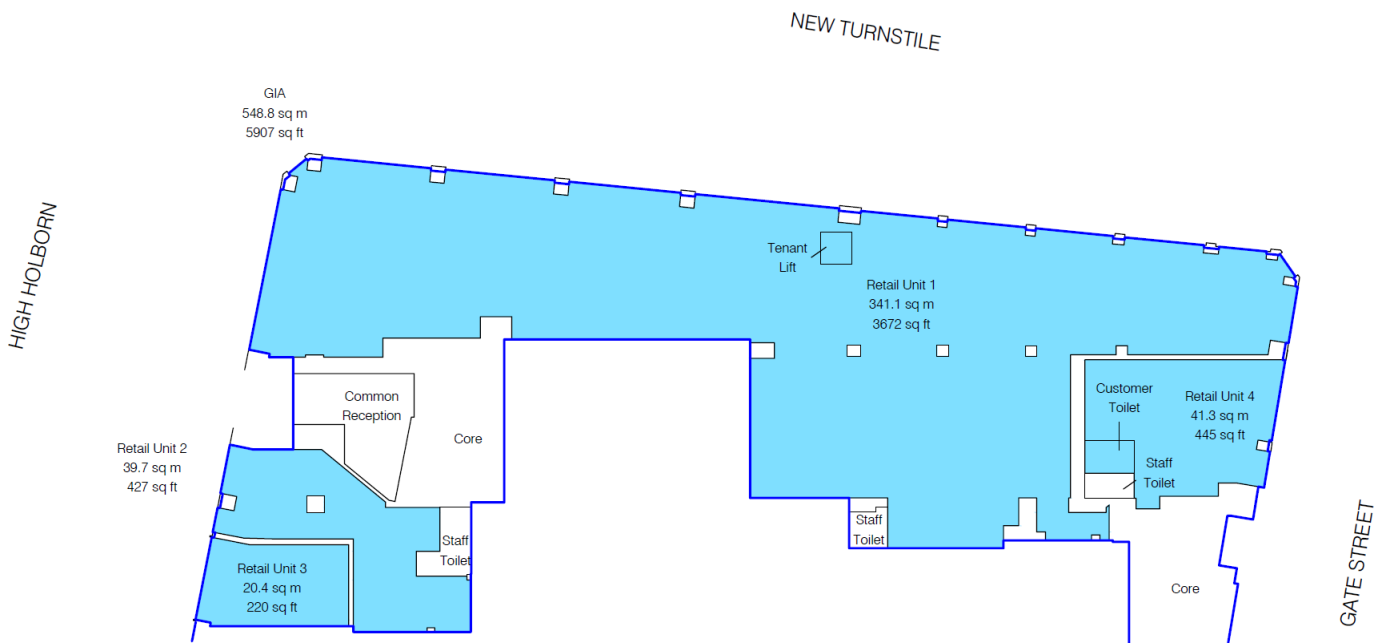 NEW TURNSTILE
GIA
548.8 sq m
5907 sq ft
HIGH HOLBORN
Tenant
Lift
Retail Unit 1
341.1 sq m
3672 sq ft
Common
Reception
Core
Customer
Toilet
Retail Unit 4
41.3 sq m
445 sq ft
Retail Unit 2
39.7 sq m
427 sq ft
Staff
Toilet
Staff
Toilet
Staff
Toilet
Retail Unit 3
20.4 sq m
220 sq ft
Core
GATE STREET